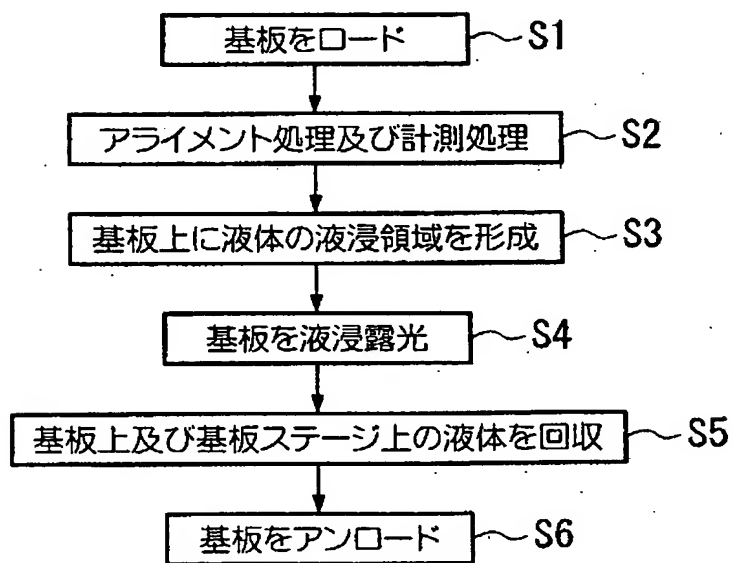 基板をロード S1
アライメント処理及び計測処理 S2
基板上に液体の液浸領域を形成 S3
基板を液浸露光 S4
基板上及び基板ステージ上の液体を回収 S5
基板をアンロード S6